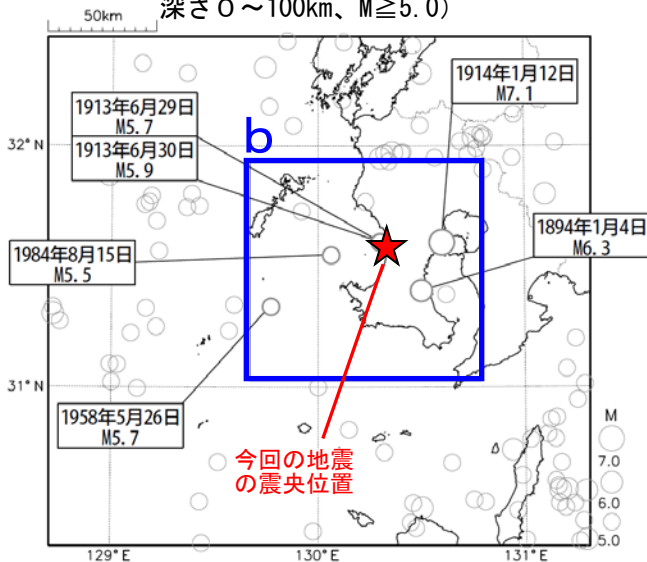 深さ0～100km、M≧5.0)
50km
1914年1月12日
M7.1
1913年6月29日
M5.7
32°N
b
1913年6月30日
M5.9
1894年1月4日
M6.3
1984年8月15日
M5.5
31°N
1958年5月26日
M5.7
今回の地震
の震央位置
M
7.0
6.0
5.0
129°E
130°E
131°E